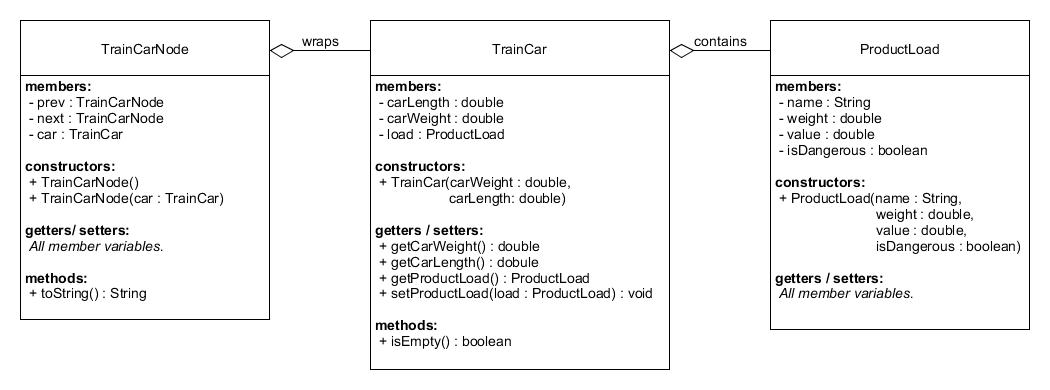 TrainCarNode
members:
- prev : TrainCarNode
- next : TrainCarNode
- car : TrainCar
constructors:
+ TrainCarNode()
+ TrainCarNode(car : TrainCar)
getters/ setters:
All member variables.
methods:
+ toString() : String
wraps
TrainCar
members:
- carLength : double
- carWeight : double
- load : ProductLoad
constructors:
+ TrainCar(carWeight : double,
carLength: double)
getters / setters:
+ getCarWeight() : double
+ getCarLength() : dobule
+ getProductLoad() : ProductLoad
+ setProductLoad(load : ProductLoad) : void
methods:
+ isEmpty() : boolean
contains
ProductLoad
members:
- name : String
- weight : double
- value : double
- isDangerous : boolean
constructors:
+ ProductLoad(name : String,
weight : double,
value : double,
isDangerous : boolean)
getters / setters:
All member variables.